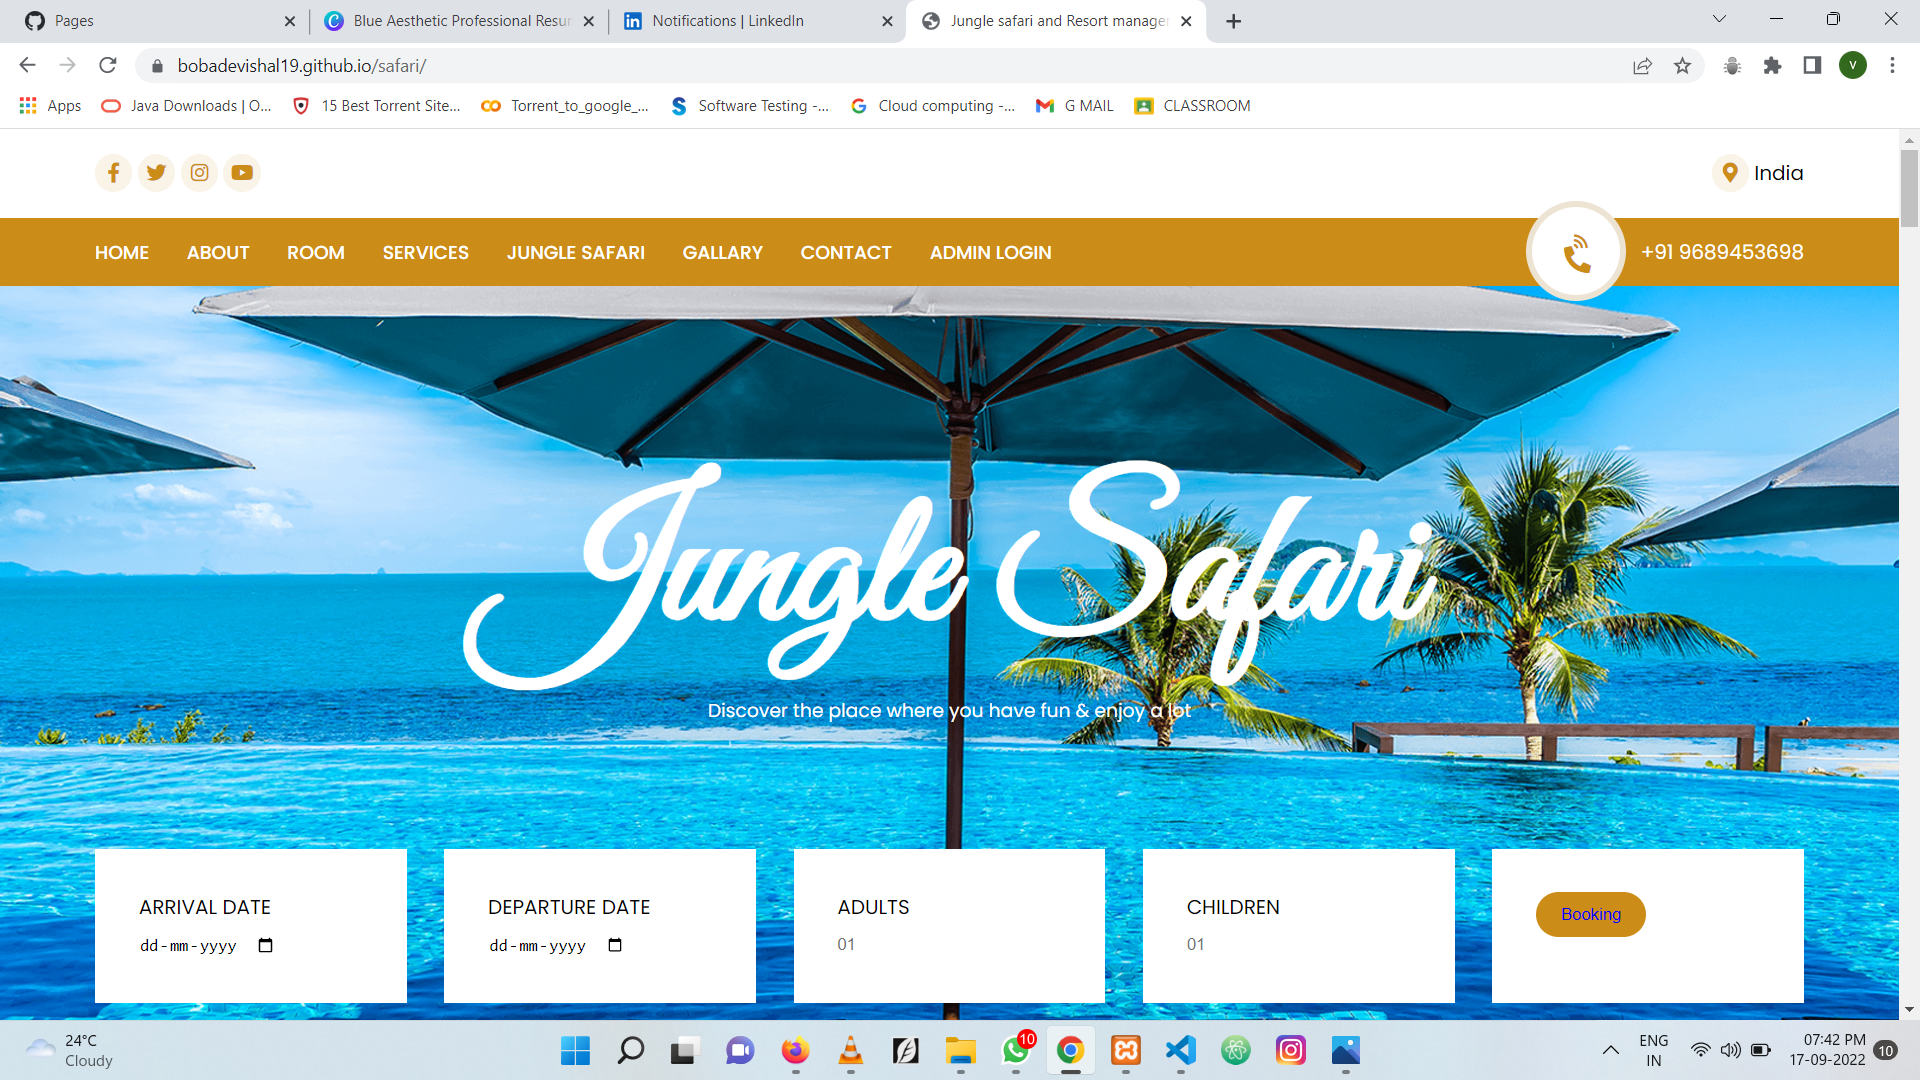 Pages
Blue Aesthetic Professional Resur
Notifications | LinkedIn
Jungle safari and Resort manager
bobadevishal19.github.io/safari/
V
Apps
Java Downloads | O...
15 Best Torrent Site...
Torrent_to_google_...
Software Testing -...
Cloud computing -...
G MAIL
CLASSROOM
India
HOME
ABOUT
ROOM
SERVICES
JUNGLE SAFARI
GALLARY
CONTACT
ADMIN LOGIN
+91 9689453698
Jungle Safari
Discover the place where you have fun & enjoy a lot
ARRIVAL DATE
dd-mm-yyyy
DEPARTURE DATE
dd-mm-yyyy
ADULTS
01
CHILDREN
01
Booking
24°C
Cloudy
10
ENG
IN
07:42 PM
17-09-2022
10